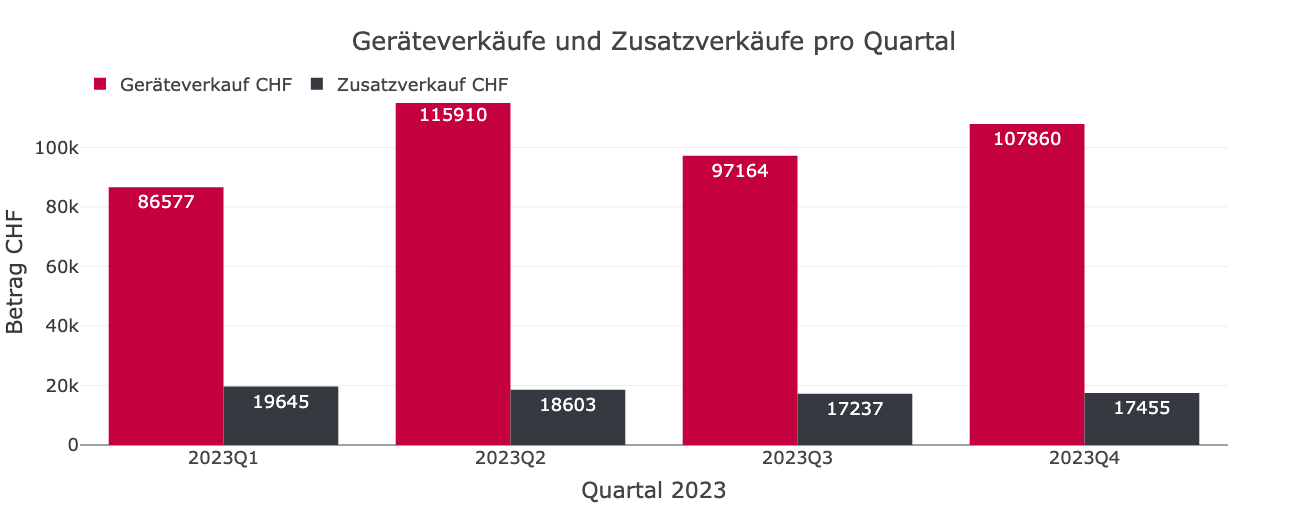 Geräteverkäufe und Zusatzverkäufe pro Quartal
Geräteverkauf CHF Zusatzverkauf CHF
Betrag CHF
100k
80k
60k
40k
20k
0
86577 19645 115910 18603 97164 17237 107860 17455
2023Q1 2023Q2 2023Q3 2023Q4
Quartal 2023